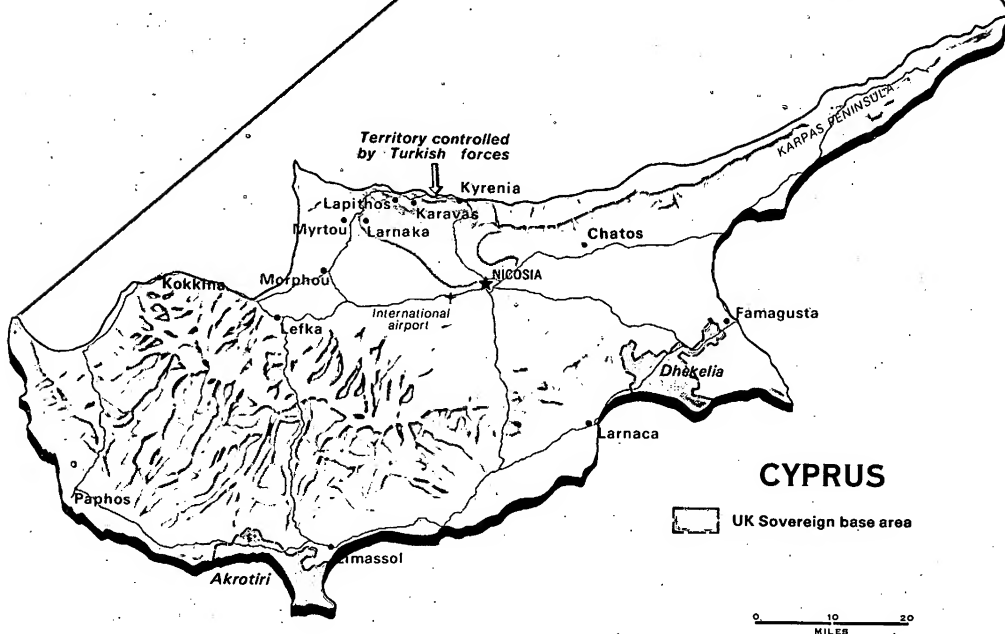 KARPAS PENINSULA
Territory controlled
by Turkish forces
Kyrenia
Lapithos
Karavas
Myrtou
Larnaka
Chatos
Morphou
NICOSIA
Kokkina
International
airport
Lefka
Famagusta
Dhekelia
Larnaca
CYPRUS
Paphos
UK Sovereign base area
Limassol
Akrotiri
0 10 20
MILES